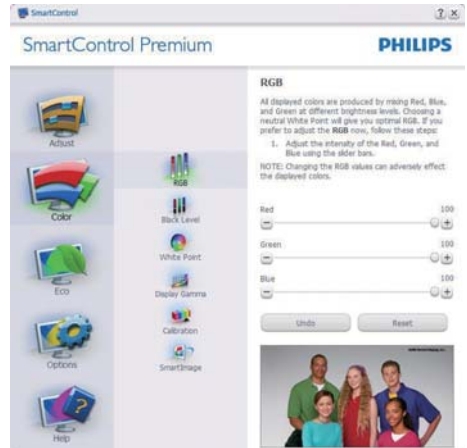 SmartControl
SmartControl Premium
PHILIPS
Adjust
Color
Eco
Options
Help
RGB
Black Level
White Point
Display Gamma
Calibration
SmartImage
RGB
All displayed colors are produced by mixing Red, Blue,
and Green at different brightness levels. Choosing a
neutral White Point will give you optimal RGB. If you
prefer to adjust the RGB now, follow these steps:
1. Adjust the intensity of the Red, Green, and
Blue using the slider bars.
NOTE: Changing the RGB values can adversely effect
the displayed colors.
Red 100
Green 100
Blue 100
Undo Reset